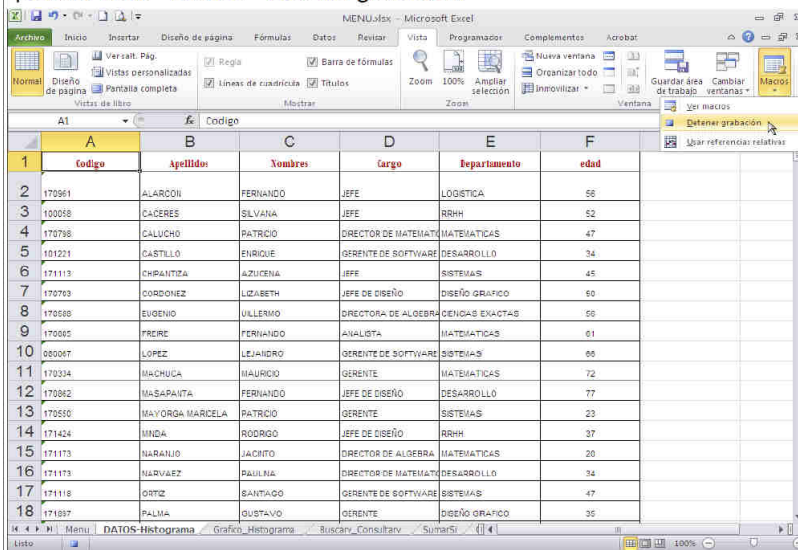 MENU.xlsx - Microsoft Excel
Archivo Inicio Insertar Diseño de página Fórmulas Datos Revisar Vista Programador Complementos Acrobat
Normal
Diseño de página
Ver salt. Pág.
Vistas personalizadas
Pantalla completa
Vistas de libro
Regla
Barra de fórmulas
Líneas de cuadrícula
Títulos
Mostrar
Zoom
100%
Ampliar selección
Zoom
Nueva ventana
Organizar todo
Inmovilizar
Guardar área de trabajo
Cambiar ventanas
Ventana
Macros
Ver macros
Detener grabación
Usar referencias relativas
A1 fx Codigo
A B C D E F
1 Codigo Apellidos Nombres Cargo Departamento edad
2 170961 ALARCON FERNANDO JEFE LOGISTICA 56
3 100058 CACERES SILVANA JEFE RRHH 52
4 170798 CALUCHO PATRICIO DIRECTOR DE MATEMATI MATEMATICAS 47
5 101221 CASTILLO ENRIQUE GERENTE DE SOFTWARE DESARROLLO 34
6 171113 CHIPANTIZA AZUCENA JEFE SISTEMAS 45
7 170703 CORDONEZ LIZABETH JEFE DE DISEÑO DISEÑO GRAFICO 50
8 170588 EUGENIO UILLERMO DIRECTORA DE ALGEBRA CIENCIAS EXACTAS 56
9 FREIRE FERNANDO ANALISTA MATEMATICAS 61
10 LOPEZ LEJANDRO GERENTE DE SOFTWARE SISTEMAS 66
11 170334 MACHUCA MAURICIO GERENTE MATEMATICAS 72
12 170862 MASAPANTA FERNANDO JEFE DE DISEÑO DESARROLLO 77
13 170550 MAYORGA MARICELA PATRICIO GERENTE SISTEMAS 23
14 171424 MINDA RODRIGO JEFE DE DISEÑO RRHH 37
15 171173 NARANJO JACINTO DIRECTOR DE ALGEBRA MATEMATICAS 28
16 171173 NARVAEZ PAULINA DIRECTOR DE MATEMATI DESARROLLO 34
17 171118 ORTIZ SANTIAGO GERENTE DE SOFTWARE SISTEMAS 47
18 171897 PALMA GUSTAVO GERENTE DISEÑO GRAFICO 35
Menu DATOS-Histograma Grafico_Histograma Buscarv_Consultarv SumarSi
Listo 100%